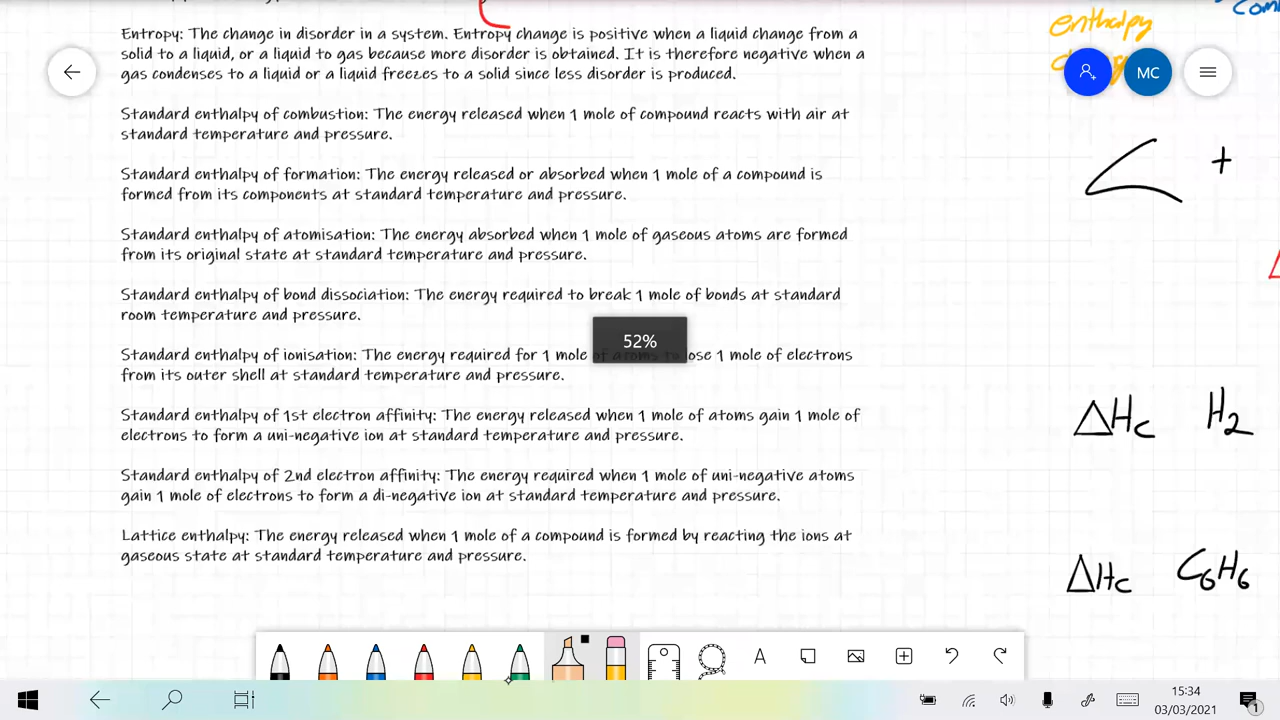 com
enthalpy
Entropy: The change in disorder in a system. Entropy change is positive when a liquid change from a
solid to a liquid, or a liquid to gas because more disorder is obtained. It is therefore negative when a
gas condenses to a liquid or a liquid freezes to a solid since less disorder is produced.
MC
Standard enthalpy of combustion: The energy released when 1 mole of compound reacts with air at
standard temperature and pressure.
+
Standard enthalpy of formation: The energy released or absorbed when 1 mole of a compound is
formed from its components at standard temperature and pressure.
Standard enthalpy of atomisation: The energy absorbed when 1 mole of gaseous atoms are formed
from its original state at standard temperature and pressure.
Δ
Standard enthalpy of bond dissociation: The energy required to break 1 mole of bonds at standard
room temperature and pressure.
52%
Standard enthalpy of ionisation: The energy required for 1 mole of atoms to lose 1 mole of electrons
from its outer shell at standard temperature and pressure.
ΔHc H2
Standard enthalpy of 1st electron affinity: The energy released when 1 mole of atoms gain 1 mole of
electrons to form a uni-negative ion at standard temperature and pressure.
Standard enthalpy of 2nd electron affinity: The energy required when 1 mole of uni-negative atoms
gain 1 mole of electrons to form a di-negative ion at standard temperature and pressure.
Lattice enthalpy: The energy released when 1 mole of a compound is formed by reacting the ions at
gaseous state at standard temperature and pressure.
ΔHc C6H6
A
15:34
03/03/2021
1